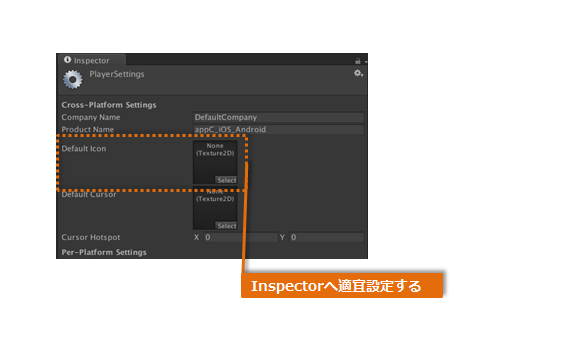 Inspector
PlayerSettings
Cross-Platform Settings
Company Name DefaultCompany
Product Name appC_iOS_Android
Default Icon
None
(Texture2D)
Select
Default Cursor
None
(Texture2D)
Select
Cursor Hotspot X 0 Y 0
Per-Platform Settings
Inspectorへ適宜設定する